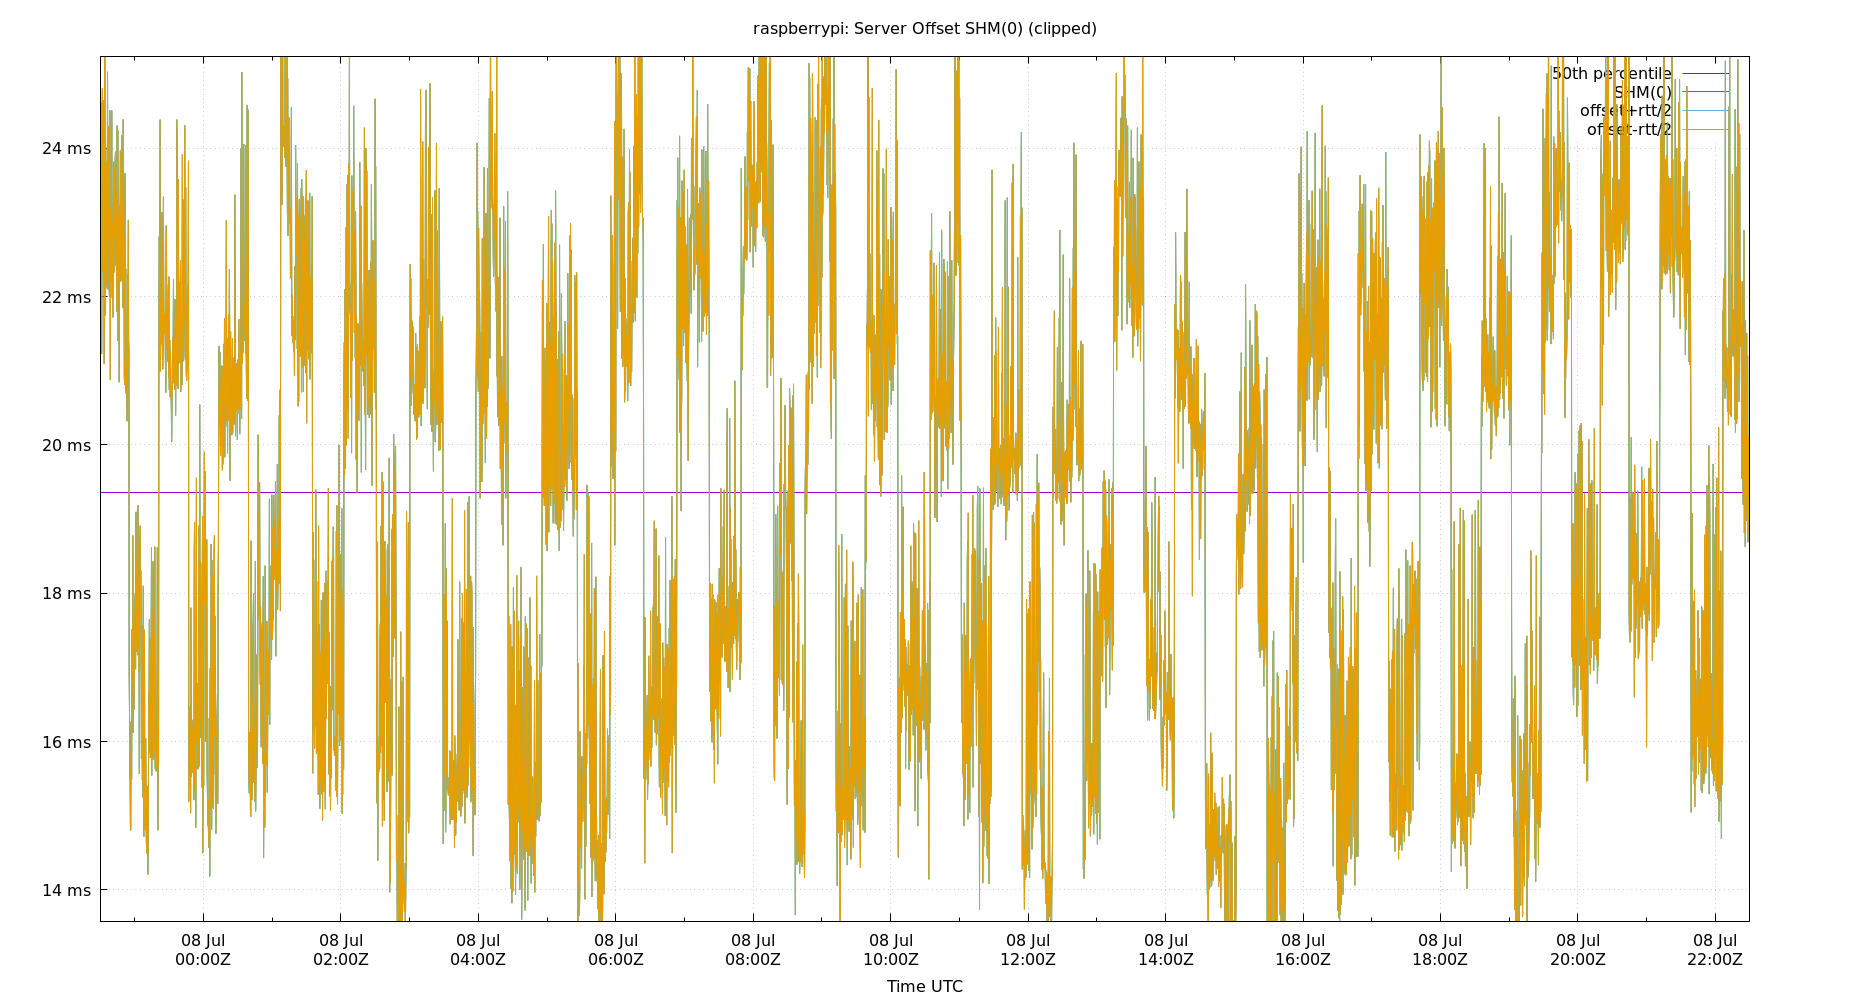 raspberrypi: Server Offset SHM(0) (clipped)
50th percentile
SHM(0)
offset+rtt/2
offset-rtt/2
24 ms
22 ms
20 ms
18 ms
16 ms
14 ms
08 Jul 08 Jul 08 Jul 08 Jul 08 Jul 08 Jul 08 Jul 08 Jul 08 Jul 08 Jul 08 Jul 08 Jul
00:00Z 02:00Z 04:00Z 06:00Z 08:00Z 10:00Z 12:00Z 14:00Z 16:00Z 18:00Z 20:00Z 22:00Z
Time UTC